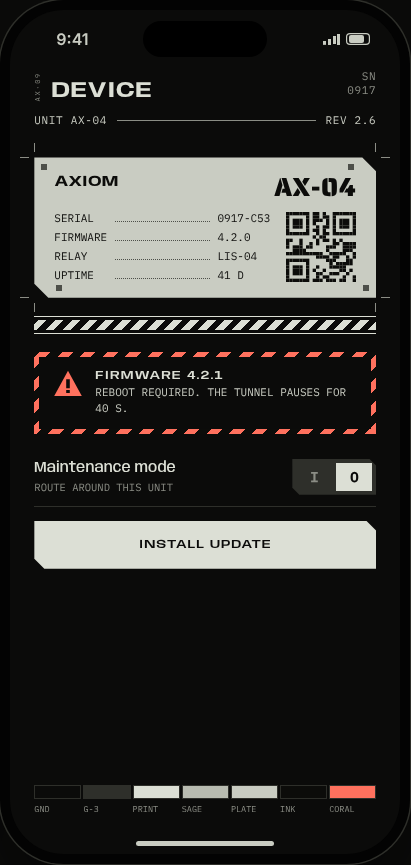 9:41
AX·09
DEVICE
SN
0917
UNIT AX-04
REV 2.6
AXIOM
AX-04
SERIAL 0917-C53
FIRMWARE 4.2.0
RELAY LIS-04
UPTIME 41 D
FIRMWARE 4.2.1
REBOOT REQUIRED. THE TUNNEL PAUSES FOR
40 S.
Maintenance mode
ROUTE AROUND THIS UNIT
I O
INSTALL UPDATE
GND G-3 PRINT SAGE PLATE INK CORAL